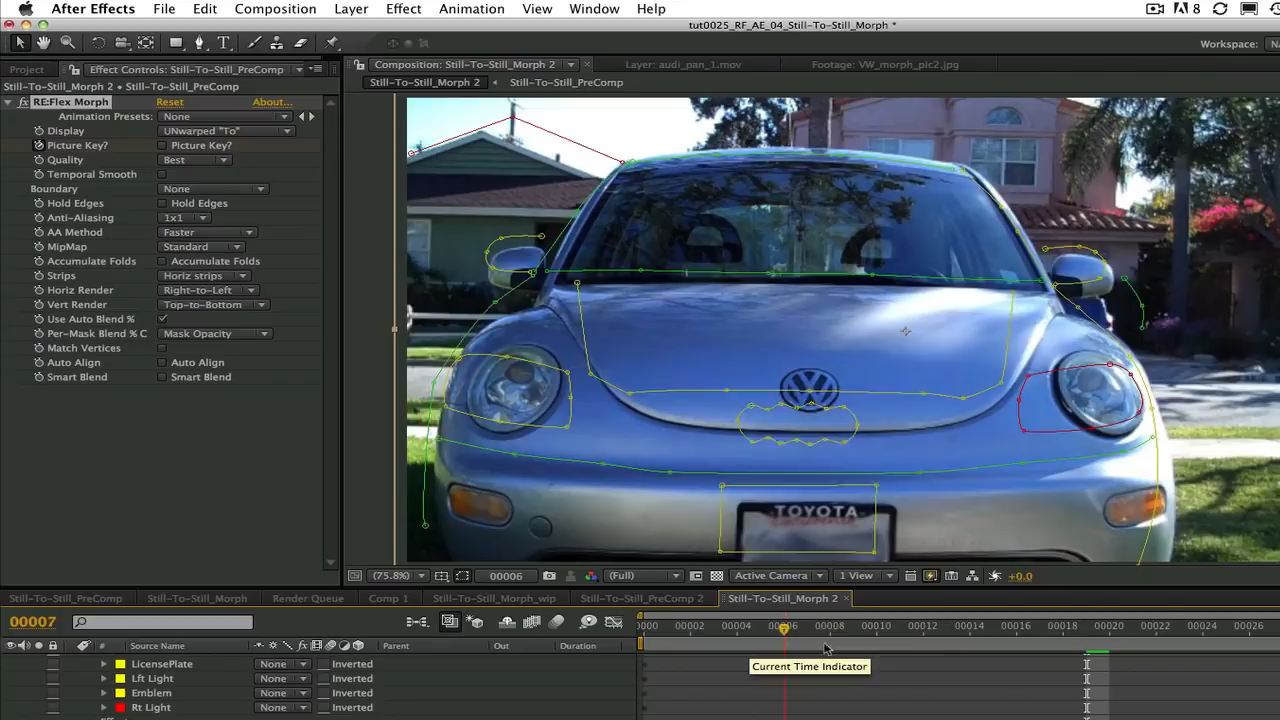 After Effects File Edit Composition Layer Effect Animation View Window Help 8
tut0025_RF_AE_04_Still-To-Still_Morph *
Workspace:
Project Effect Controls: Still-To-Still_PreComp
Composition: Still-To-Still_Morph 2 Layer: audi_pan_1.mov Footage: VW_morph_pic2.jpg
Still-To-Still_Morph 2 • Still-To-Still_PreComp
Still-To-Still_Morph 2 Still-To-Still_PreComp
fx RE:Flex Morph Reset About...
Animation Presets: None
Display UNwarped "To"
Picture Key? Picture Key?
Quality Best
Temporal Smooth
Boundary None
Hold Edges Hold Edges
Anti-Aliasing 1x1
AA Method Faster
MipMap Standard
Accumulate Folds Accumulate Folds
Strips Horiz strips
Horiz Render Right-to-Left
Vert Render Top-to-Bottom
Use Auto Blend %
Per-Mask Blend % C Mask Opacity
Match Vertices
Auto Align Auto Align
Smart Blend Smart Blend
TOYOTA
(75.8%) 00006 (Full) Active Camera 1 View +0.0
Still-To-Still_PreComp Still-To-Still_Morph Render Queue Comp 1 Still-To-Still_Morph_wip Still-To-Still_PreComp 2 Still-To-Still_Morph 2
00007
0000 00002 00004 00006 00008 00010 00012 00014 00016 00018 00020 00022 00024 00026
# Source Name Parent Out Duration
Current Time Indicator
LicensePlate None Inverted
Lft Light None Inverted
Emblem None Inverted
Rt Light None Inverted